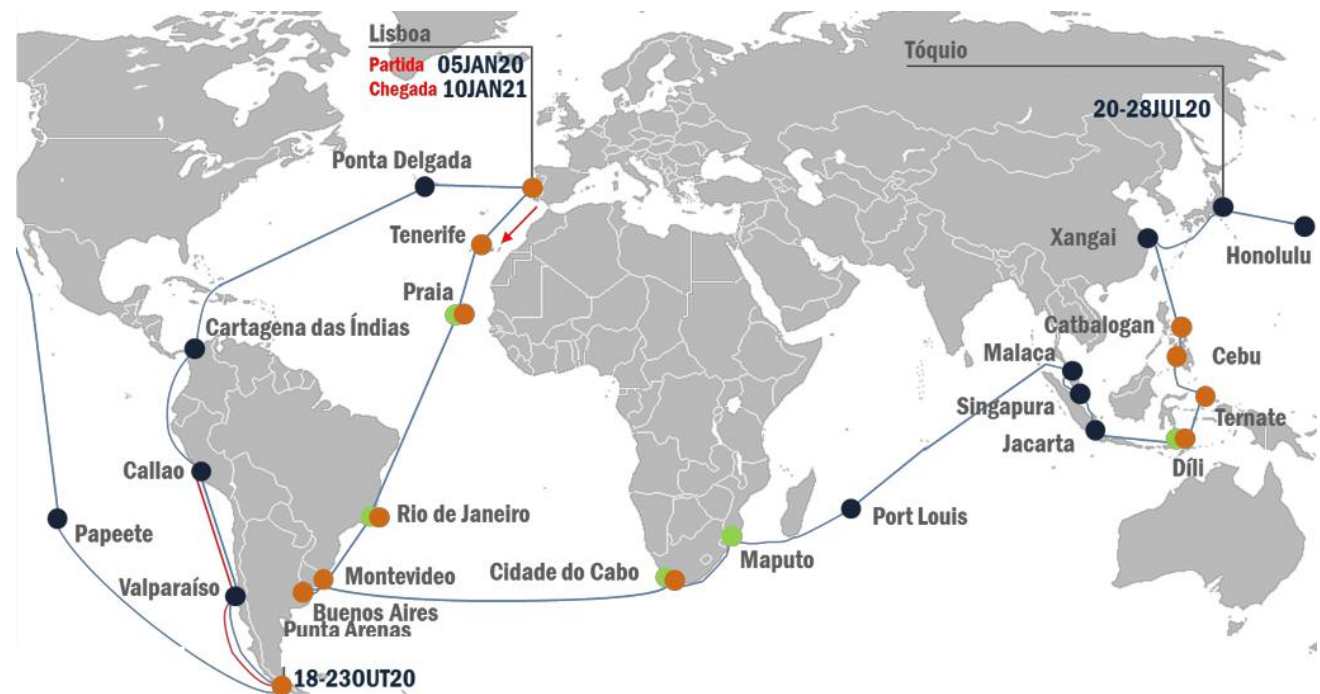 Lisboa
Partida 05JAN20
Chegada 10JAN21
Tóquio
20-28JUL20
Ponta Delgada
Tenerife
Xangai
Honolulu
Praia
Cartagena das Índias
Catbalogan
Malaca
Cebu
Singapura
Ternate
Jacarta
Díli
Callao
Papeete
Rio de Janeiro
Port Louis
Maputo
Valparaíso
Montevideo
Cidade do Cabo
Buenos Aires
Punta Arenas
18-23OUT20